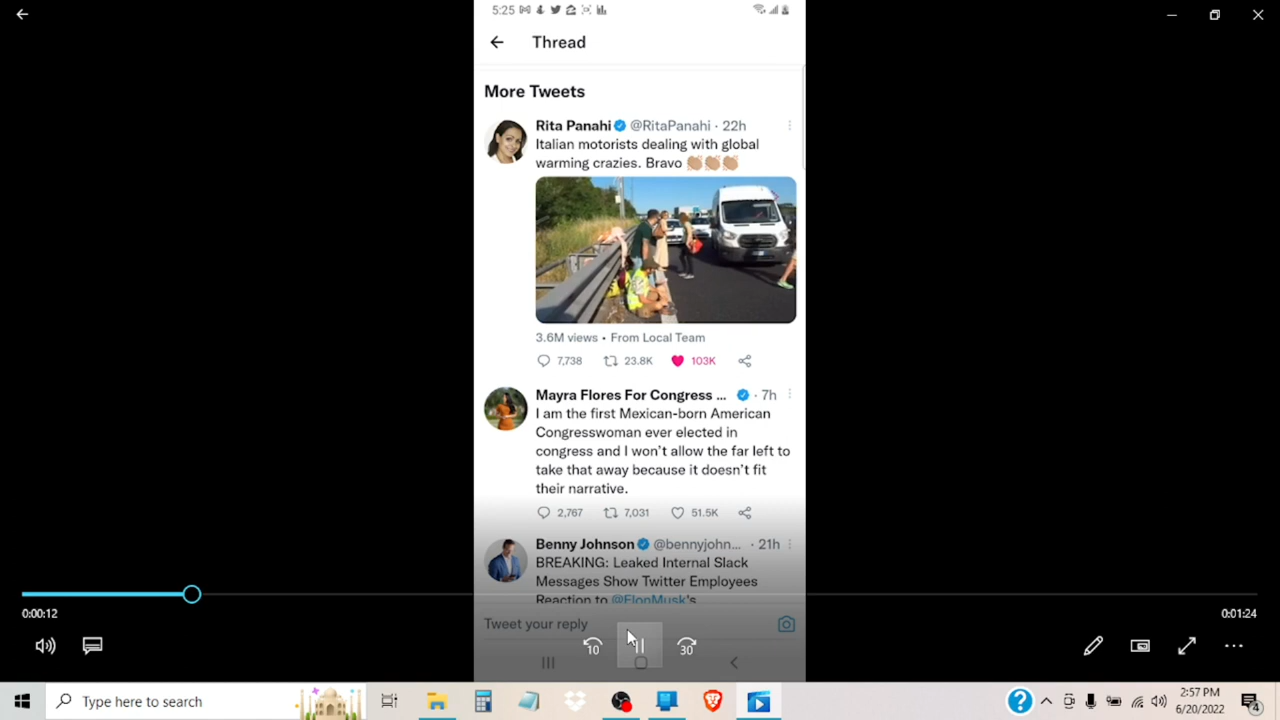 5:25
Thread
More Tweets
Rita Panahi @RitaPanahi · 22h
Italian motorists dealing with global
warming crazies. Bravo 👏🏼👏🏼👏🏼
3.6M views • From Local Team
7,738 23.8K 103K
Mayra Flores For Congress ... · 7h
I am the first Mexican-born American
Congresswoman ever elected in
congress and I won't allow the far left to
take that away because it doesn't fit
their narrative.
2,767 7,031 51.5K
Benny Johnson @bennyjohn... · 21h
BREAKING: Leaked Internal Slack
Messages Show Twitter Employees
Reaction to @ElonMusk's
0:00:12
0:01:24
Tweet your reply
10
30
Type here to search
2:57 PM
6/20/2022
4